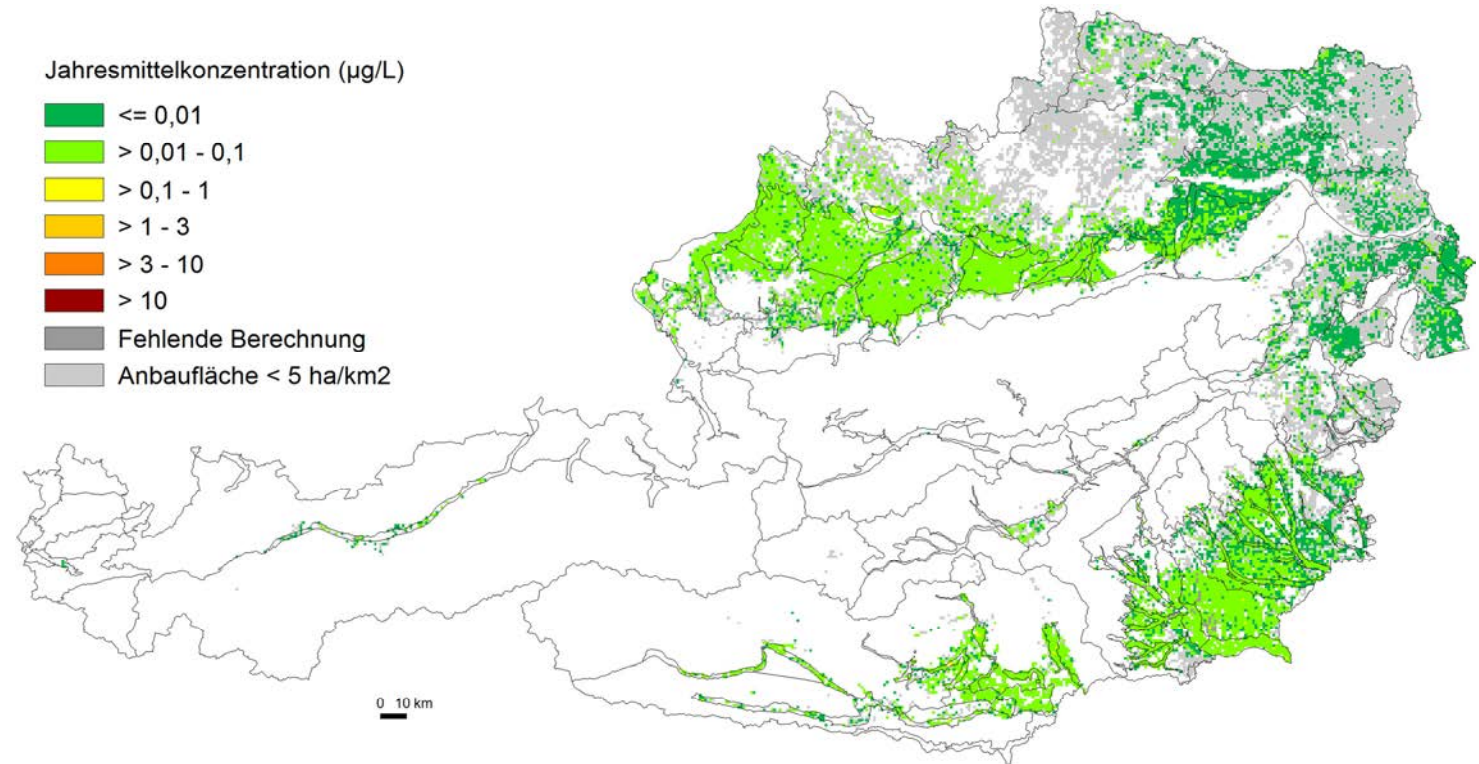 Jahresmittelkonzentration (µg/L)
<= 0,01
> 0,01 - 0,1
> 0,1 - 1
> 1 - 3
> 3 - 10
> 10
Fehlende Berechnung
Anbaufläche < 5 ha/km2
0 10 km